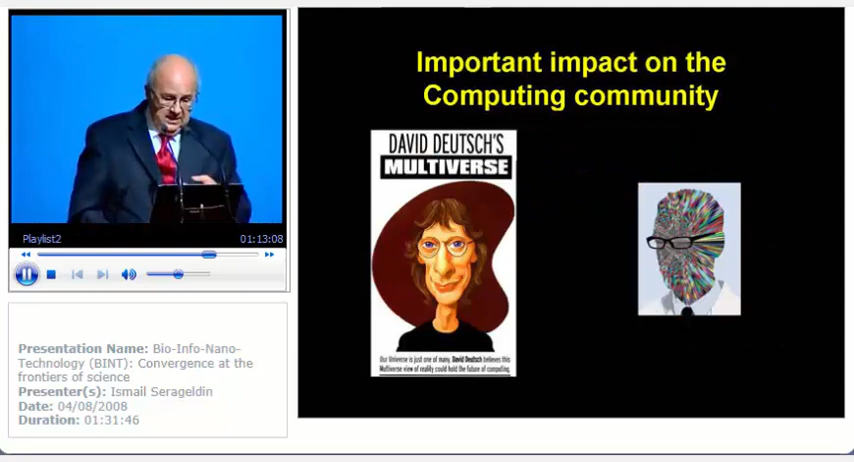 Playlist2
01:13:08
Presentation Name: Bio-Info-Nano-
Technology (BINT): Convergence at the
frontiers of science
Presenter(s): Ismail Serageldin
Date: 04/08/2008
Duration: 01:31:46
Important impact on the
Computing community
DAVID DEUTSCH'S
MULTIVERSE
Our Universe is just one of many. David Deutsch believes this
Multiverse view of reality could hold the future of computing.